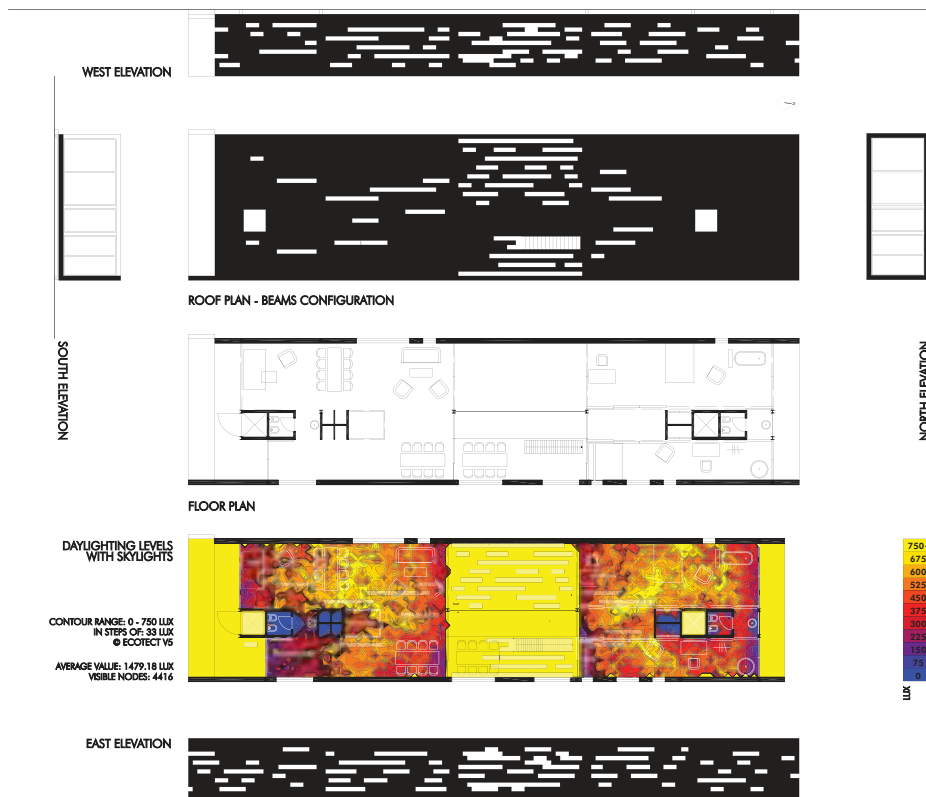 WEST ELEVATION
ROOF PLAN - BEAMS CONFIGURATION
SOUTH ELEVATION
NORTH ELEVATION
FLOOR PLAN
DAYLIGHTING LEVELS
WITH SKYLIGHTS
CONTOUR RANGE: 0 - 750 LUX
IN STEPS OF: 33 LUX
© ECOTECT V5
AVERAGE VALUE: 1479.18 LUX
VISIBLE NODES: 4416
750
675
600
525
450
375
300
225
150
75
0
LUX
EAST ELEVATION